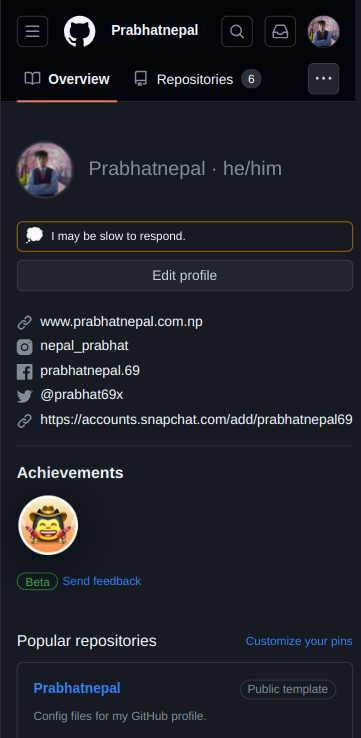 Prabhatnepal
Overview
Repositories 6
Prabhatnepal · he/him
I may be slow to respond.
Edit profile
www.prabhatnepal.com.np
nepal_prabhat
prabhatnepal.69
@prabhat69x
https://accounts.snapchat.com/add/prabhatnepal69
Achievements
Beta Send feedback
Popular repositories Customize your pins
Prabhatnepal Public template
Config files for my GitHub profile.